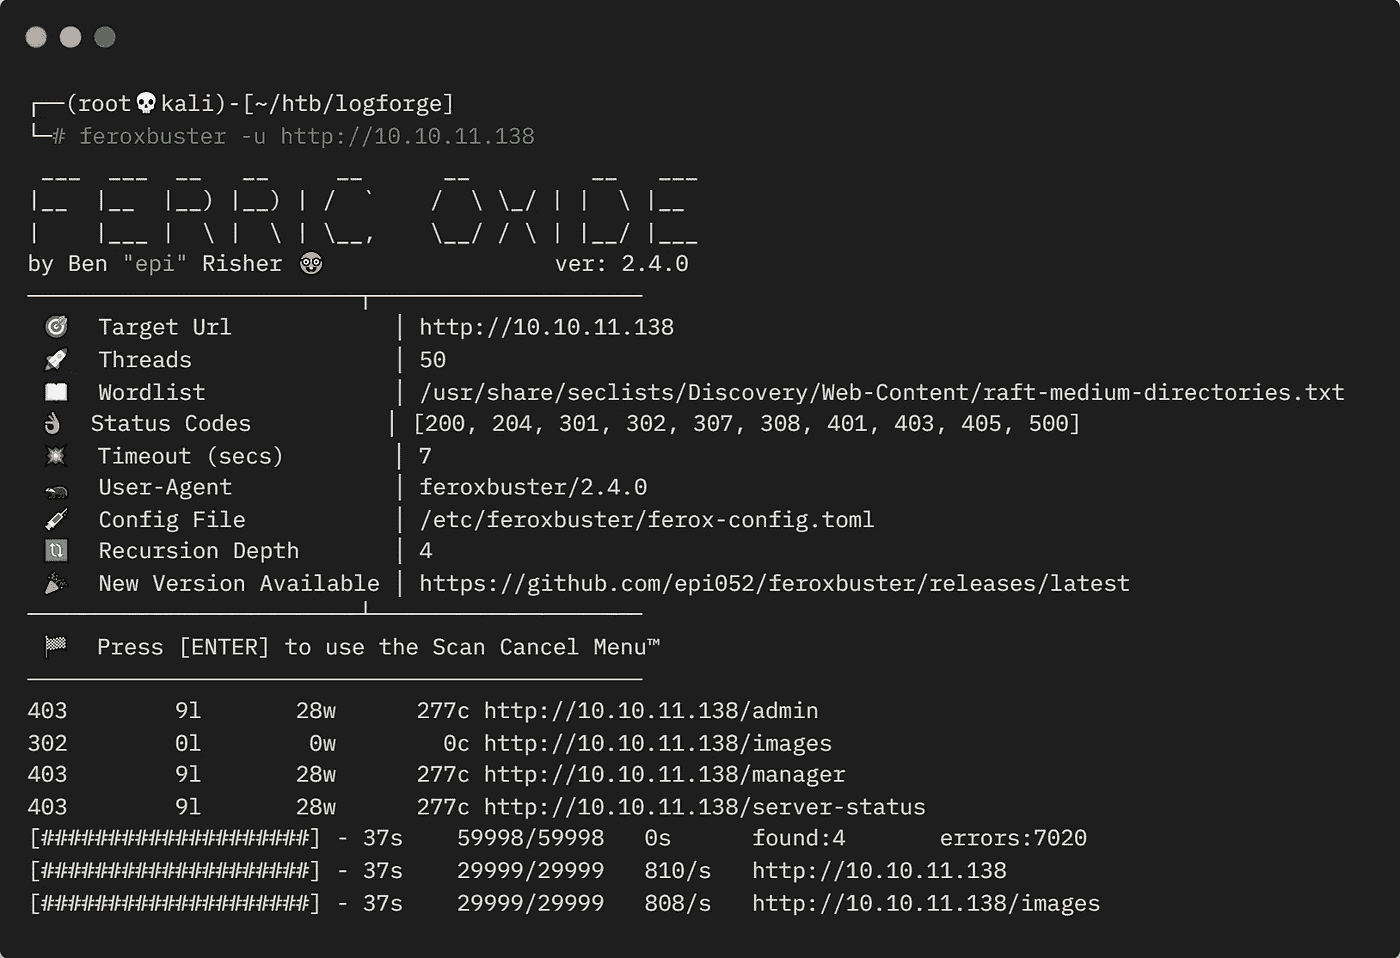 ┌──(root💀kali)-[~/htb/logforge]
└─# feroxbuster -u http://10.10.11.138
 ___  ___  __   __     __      __         __   ___
|__  |__  |__) |__) | /  `    /  \ \_/ | |  \ |__
|    |___ |  \ |  \ | \__,    \__/ / \ | |__/ |___
by Ben "epi" Risher 🤓                 ver: 2.4.0
───────────────────────────┬──────────────────────
 🎯  Target Url            │ http://10.10.11.138
 🚀  Threads               │ 50
 📖  Wordlist              │ /usr/share/seclists/Discovery/Web-Content/raft-medium-directories.txt
 👌  Status Codes          │ [200, 204, 301, 302, 307, 308, 401, 403, 405, 500]
 💥  Timeout (secs)        │ 7
 🦡  User-Agent            │ feroxbuster/2.4.0
 💉  Config File           │ /etc/feroxbuster/ferox-config.toml
 🔃  Recursion Depth       │ 4
 🎉  New Version Available │ https://github.com/epi052/feroxbuster/releases/latest
───────────────────────────┴──────────────────────
 🏁  Press [ENTER] to use the Scan Cancel Menu™
──────────────────────────────────────────────────
403        9l       28w      277c http://10.10.11.138/admin
302        0l        0w        0c http://10.10.11.138/images
403        9l       28w      277c http://10.10.11.138/manager
403        9l       28w      277c http://10.10.11.138/server-status
[####################] - 37s    59998/59998   0s      found:4       errors:7020
[####################] - 37s    29999/29999   810/s   http://10.10.11.138
[####################] - 37s    29999/29999   808/s   http://10.10.11.138/images